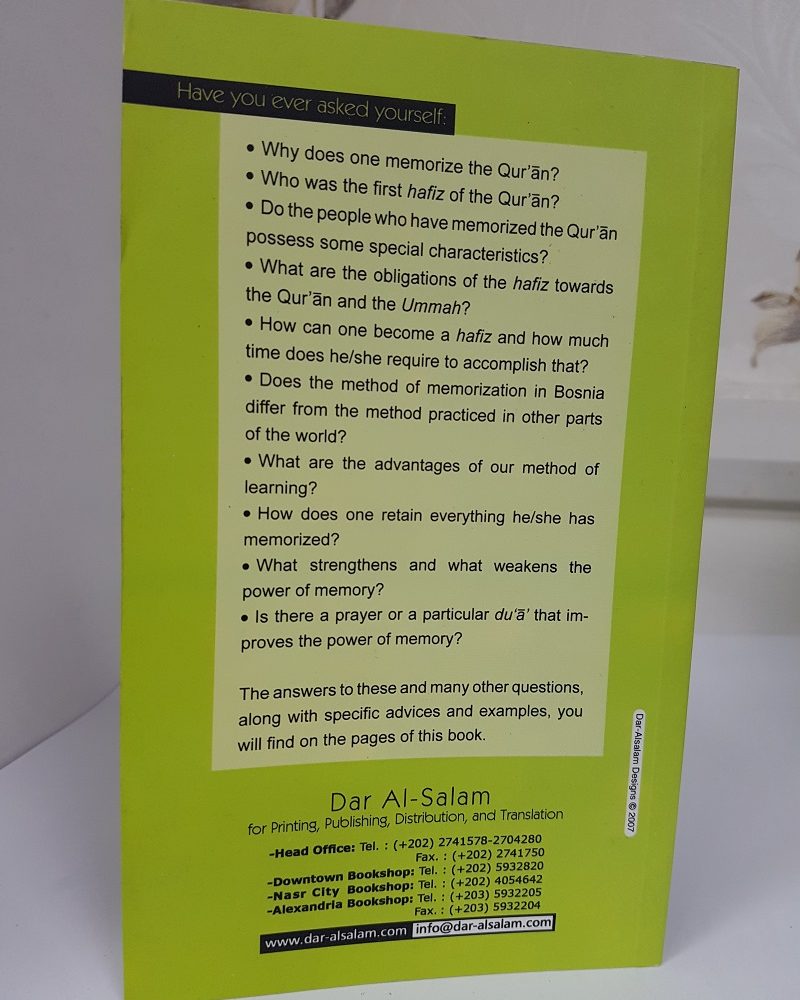 Have you ever asked yourself:
• Why does one memorize the Qur'ān?
• Who was the first hafiz of the Qur'ān?
• Do the people who have memorized the Qur'ān
possess some special characteristics?
• What are the obligations of the hafiz towards
the Qur'ān and the Ummah?
• How can one become a hafiz and how much
time does he/she require to accomplish that?
• Does the method of memorization in Bosnia
differ from the method practiced in other parts
of the world?
• What are the advantages of our method of
learning?
• How does one retain everything he/she has
memorized?
• What strengthens and what weakens the
power of memory?
• Is there a prayer or a particular du‘ā’ that im-
proves the power of memory?
The answers to these and many other questions,
along with specific advices and examples, you
will find on the pages of this book.
Dar-Alsalam Designs © 2007
Dar Al-Salam
for Printing, Publishing, Distribution, and Translation
-Head Office: Tel. : (+202) 2741578-2704280
Fax. : (+202) 2741750
-Downtown Bookshop: Tel. : (+202) 5932820
-Nasr City Bookshop: Tel. : (+202) 4054642
-Alexandria Bookshop: Tel. : (+203) 5932205
Fax. : (+203) 5932204
www.dar-alsalam.com info@dar-alsalam.com